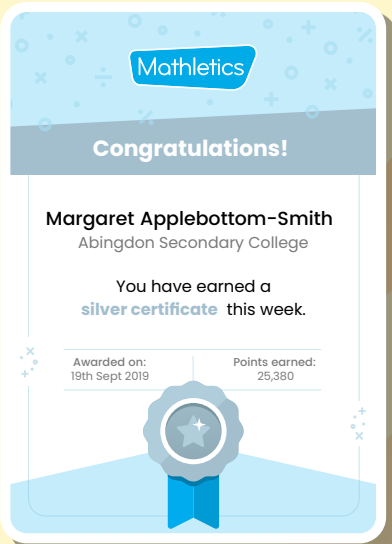 Mathletics
Congratulations!
Margaret Applebottom-Smith
Abingdon Secondary College
You have earned a
silver certificate this week.
Awarded on:
19th Sept 2019
Points earned:
25,380